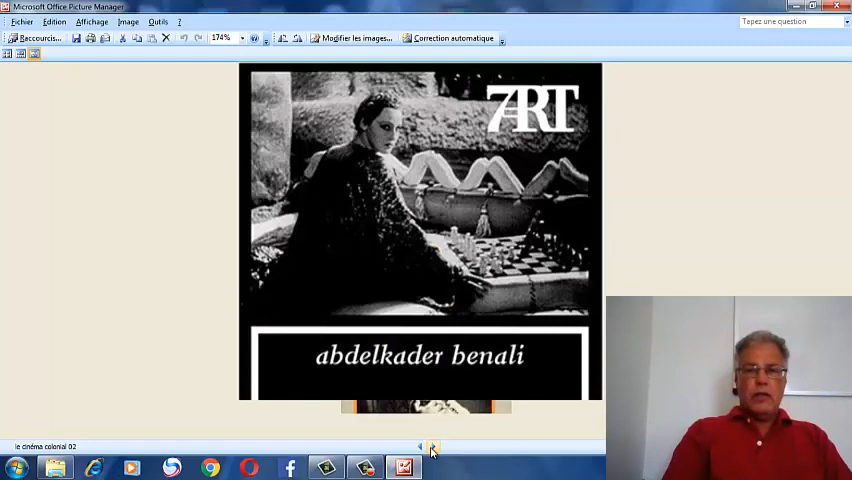 Microsoft Office Picture Manager
Fichier Edition Affichage Image Outils ?
Tapez une question
Raccourcis... 174% Modifier les images... Correction automatique
7ART
abdelkader benali
le cinéma colonial 02